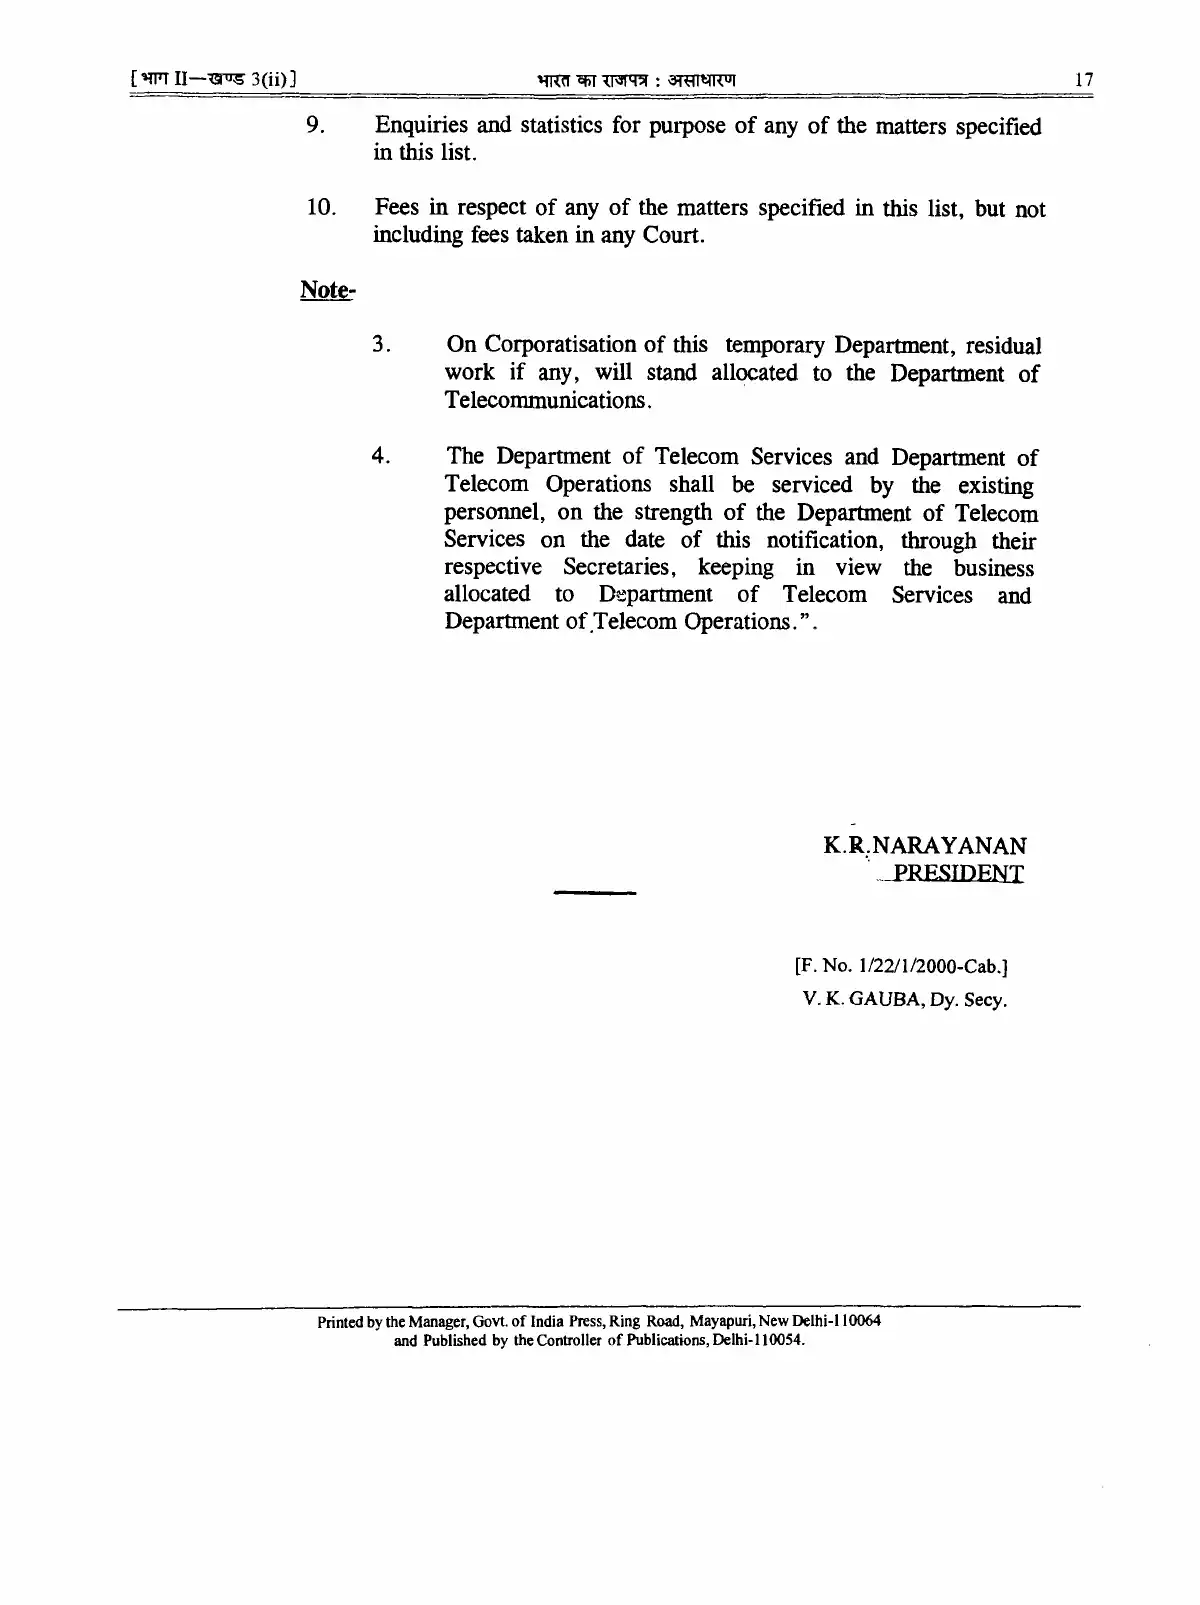 [ भाग II—खण्ड 3(ii) ] भारत का राजपत्र : असाधारण 17
9. Enquiries and statistics for purpose of any of the matters specified
in this list.
10. Fees in respect of any of the matters specified in this list, but not
including fees taken in any Court.
Note-
3. On Corporatisation of this temporary Department, residual
work if any, will stand allocated to the Department of
Telecommunications.
4. The Department of Telecom Services and Department of
Telecom Operations shall be serviced by the existing
personnel, on the strength of the Department of Telecom
Services on the date of this notification, through their
respective Secretaries, keeping in view the business
allocated to Department of Telecom Services and
Department of Telecom Operations.”.
K.R.NARAYANAN
PRESIDENT
[F. No. 1/22/1/2000-Cab.]
V. K. GAUBA, Dy. Secy.
Printed by the Manager, Govt. of India Press, Ring Road, Mayapuri, New Delhi-110064
and Published by the Controller of Publications, Delhi-110054.